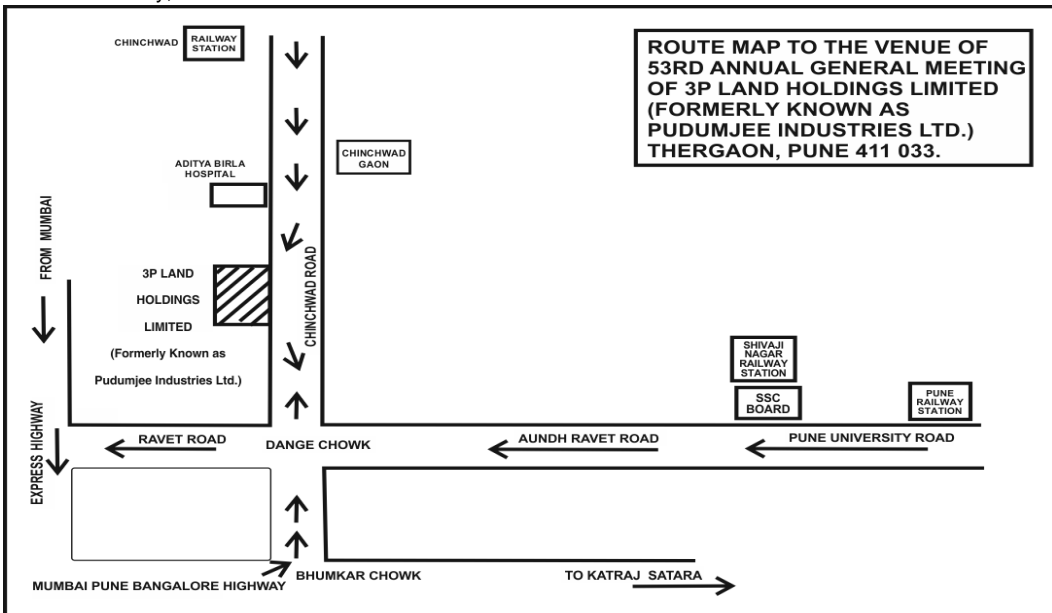 CHINCHWAD
RAILWAY
STATION
ROUTE MAP TO THE VENUE OF
53RD ANNUAL GENERAL MEETING
OF 3P LAND HOLDINGS LIMITED
(FORMERLY KNOWN AS
PUDUMJEE INDUSTRIES LTD.)
THERGAON, PUNE 411 033.
CHINCHWAD
GAON
ADITYA BIRLA
HOSPITAL
FROM MUMBAI
3P LAND
HOLDINGS
LIMITED
(Formerly Known as
Pudumjee Industries Ltd.)
CHINCHWAD ROAD
SHIVAJI
NAGAR
RAILWAY
STATION
SSC
BOARD
PUNE
RAILWAY
STATION
EXPRESS HIGHWAY
RAVET ROAD
DANGE CHOWK
AUNDH RAVET ROAD
PUNE UNIVERSITY ROAD
MUMBAI PUNE BANGALORE HIGHWAY
BHUMKAR CHOWK
TO KATRAJ SATARA